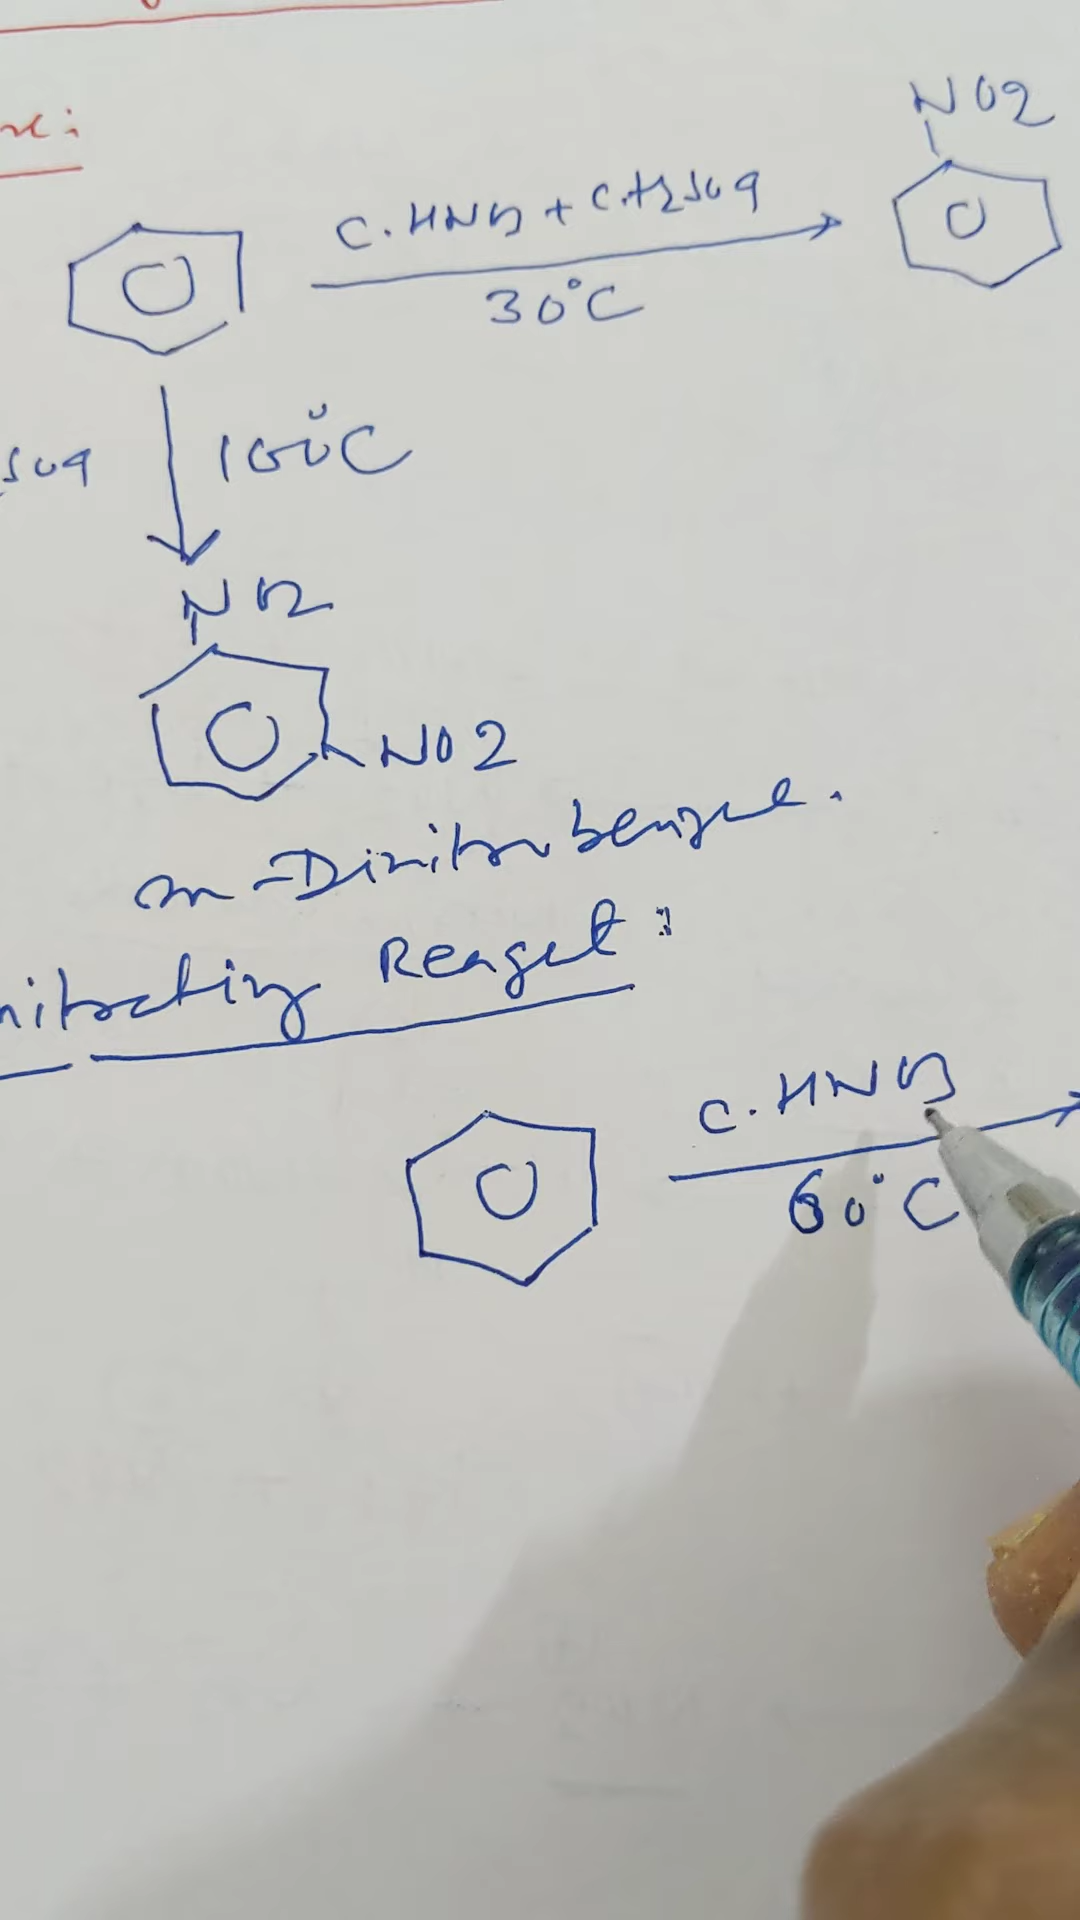 NO2
C. HNO3 + C. H2SO4
30°C
SO4 100°C
NO2
NO2
m-Dinitrobenzene.
nitrating Reagent:
C. HNO3
60°C